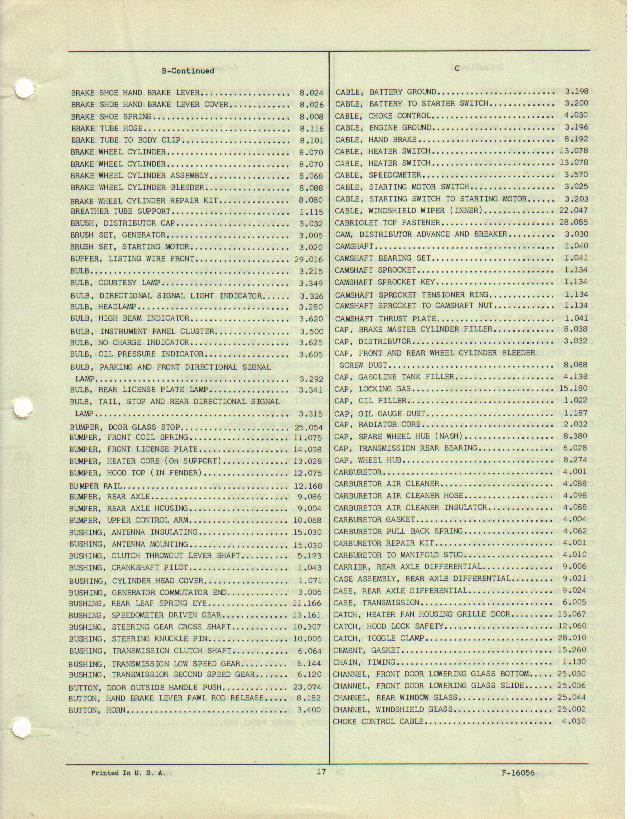 B-Continued
BRAKE SHOE HAND BRAKE LEVER.................. 8.024
BRAKE SHOE HAND BRAKE LEVER COVER............ 8.026
BRAKE SHOE SPRING............................ 8.008
BRAKE TUBE HOSE.............................. 8.116
BRAKE TUBE TO BODY CLIP...................... 8.101
BRAKE WHEEL CYLINDER......................... 8.070
BRAKE WHEEL CYLINDER......................... 8.070
BRAKE WHEEL CYLINDER ASSEMBLY................ 8.068
BRAKE WHEEL CYLINDER BLEEDER................. 8.088
BRAKE WHEEL CYLINDER REPAIR KIT.............. 8.080
BREATHER TUBE SUPPORT........................ 1.115
BRUSH, DISTRIBUTOR CAP....................... 3.032
BRUSH SET, GENERATOR......................... 3.005
BRUSH SET, STARTING MOTOR.................... 3.020
BUFFER, LISTING WIRE FRONT................... 29.016
BULB......................................... 3.215
BULB, COURTESY LAMP.......................... 3.349
BULB, DIRECTIONAL SIGNAL LIGHT INDICATOR..... 3.326
BULB, HEADLAMP............................... 3.280
BULB, HIGH BEAM INDICATOR.................... 3.620
BULB, INSTRUMENT PANEL CLUSTER............... 3.500
BULB, NO CHARGE INDICATOR.................... 3.625
BULB, OIL PRESSURE INDICATOR................. 3.605
BULB, PARKING AND FRONT DIRECTIONAL SIGNAL
LAMP......................................... 3.292
BULB, REAR LICENSE PLATE LAMP................ 3.341
BULB, TAIL, STOP AND REAR DIRECTIONAL SIGNAL
LAMP......................................... 3.315
BUMPER, DOOR GLASS STOP...................... 25.054
BUMPER, FRONT COIL SPRING.................... 11.075
BUMPER, FRONT LICENSE PLATE.................. 14.098
BUMPER, HEATER CORE (On SUPPORT)............. 13.028
BUMPER, HOOD TOP (IN FENDER)................. 12.075
BUMPER RAIL.................................. 12.168
BUMPER, REAR AXLE............................ 9.086
BUMPER, REAR AXLE HOUSING.................... 9.004
BUMPER, UPPER CONTROL ARM.................... 10.068
BUSHING, ANTENNA INSULATING.................. 15.030
BUSHING, ANTENNA MOUNTING.................... 15.030
BUSHING, CLUTCH THROWOUT LEVER SHAFT......... 5.123
BUSHING, CRANKSHAFT PILOT.................... 1.043
BUSHING, CYLINDER HEAD COVER................. 1.071
BUSHING, GENERATOR COMMUTATOR END............ 3.005
BUSHING, REAR LEAF SPRING EYE................ 11.166
BUSHING, SPEEDOMETER DRIVEN GEAR............. 13.161
BUSHING, STEERING GEAR CROSS SHAFT........... 10.307
BUSHING, STEERING KNUCKLE PIN................ 10.005
BUSHING, TRANSMISSION CLUTCH SHAFT........... 6.064
BUSHING, TRANSMISSION LOW SPEED GEAR......... 6.144
BUSHING, TRANSMISSION SECOND SPEED GEAR...... 6.120
BUTTON, DOOR OUTSIDE HANDLE PUSH............. 23.074
BUTTON, HAND BRAKE LEVER PAWL ROD RELEASE.... 8.182
BUTTON, HORN................................. 3.400
C
CABLE, BATTERY GROUND........................ 3.198
CABLE, BATTERY TO STARTER SWITCH............. 3.200
CABLE, CHOKE CONTROL......................... 4.030
CABLE, ENGINE GROUND......................... 3.196
CABLE, HAND BRAKE............................ 8.192
CABLE, HEATER SWITCH......................... 13.078
CABLE, HEATER SWITCH......................... 13.078
CABLE, SPEEDOMETER........................... 3.570
CABLE, STARTING MOTOR SWITCH................. 3.025
CABLE, STARTING SWITCH TO STARTING MOTOR..... 3.203
CABLE, WINDSHIELD WIPER (INNER).............. 22.047
CABRIOLET TOP FASTENER....................... 28.085
CAM, DISTRIBUTOR ADVANCE AND BREAKER......... 3.030
CAMSHAFT..................................... 1.040
CAMSHAFT BEARING SET......................... 1.041
CAMSHAFT SPROCKET............................ 1.134
CAMSHAFT SPROCKET KEY........................ 1.134
CAMSHAFT SPROCKET TENSIONER RING............. 1.134
CAMSHAFT SPROCKET TO CAMSHAFT NUT............ 1.134
CAMSHAFT THRUST PLATE........................ 1.041
CAP, BRAKE MASTER CYLINDER FILLER............ 8.038
CAP, DISTRIBUTOR............................. 3.032
CAP, FRONT AND REAR WHEEL CYLINDER BLEEDER
SCREW DUST................................... 8.088
CAP, GASOLINE TANK FILLER.................... 4.138
CAP, LOCKING GAS............................. 15.180
CAP, OIL FILLER.............................. 1.022
CAP, OIL GAUGE DUST.......................... 1.187
CAP, RADIATOR CORE........................... 2.032
CAP, SPARE WHEEL HUB (NASH).................. 8.380
CAP, TRANSMISSION REAR BEARING............... 6.028
CAP, WHEEL HUB............................... 8.274
CARBURETOR................................... 4.001
CARBURETOR AIR CLEANER....................... 4.088
CARBURETOR AIR CLEANER HOSE.................. 4.098
CARBURETOR AIR CLEANER INSULATOR............. 4.088
CARBURETOR GASKET............................ 4.004
CARBURETOR PULL BACK SPRING.................. 4.062
CARBURETOR REPAIR KIT........................ 4.001
CARBURETOR TO MANIFOLD STUD.................. 4.010
CARRIER, REAR AXLE DIFFERENTIAL.............. 9.006
CASE ASSEMBLY, REAR AXLE DIFFERENTIAL........ 9.021
CASE, REAR AXLE DIFFERENTIAL................. 9.024
CASE, TRANSMISSION........................... 6.005
CATCH, HEATER FAN HOUSING GRILLE DOOR........ 13.067
CATCH, HOOD LOCK SAFETY...................... 12.060
CATCH, TOGGLE CLAMP.......................... 28.010
CEMENT, GASKET............................... 15.260
CHAIN, TIMING................................ 1.130
CHANNEL, FRONT DOOR LOWERING GLASS BOTTOM.... 25.030
CHANNEL, FRONT DOOR LOWERING GLASS SLIDE..... 25.036
CHANNEL, REAR WINDOW GLASS................... 25.044
CHANNEL, WINDSHIELD GLASS.................... 25.002
CHOKE CONTROL CABLE.......................... 4.030
Printed In U. S. A. 17 F-16056